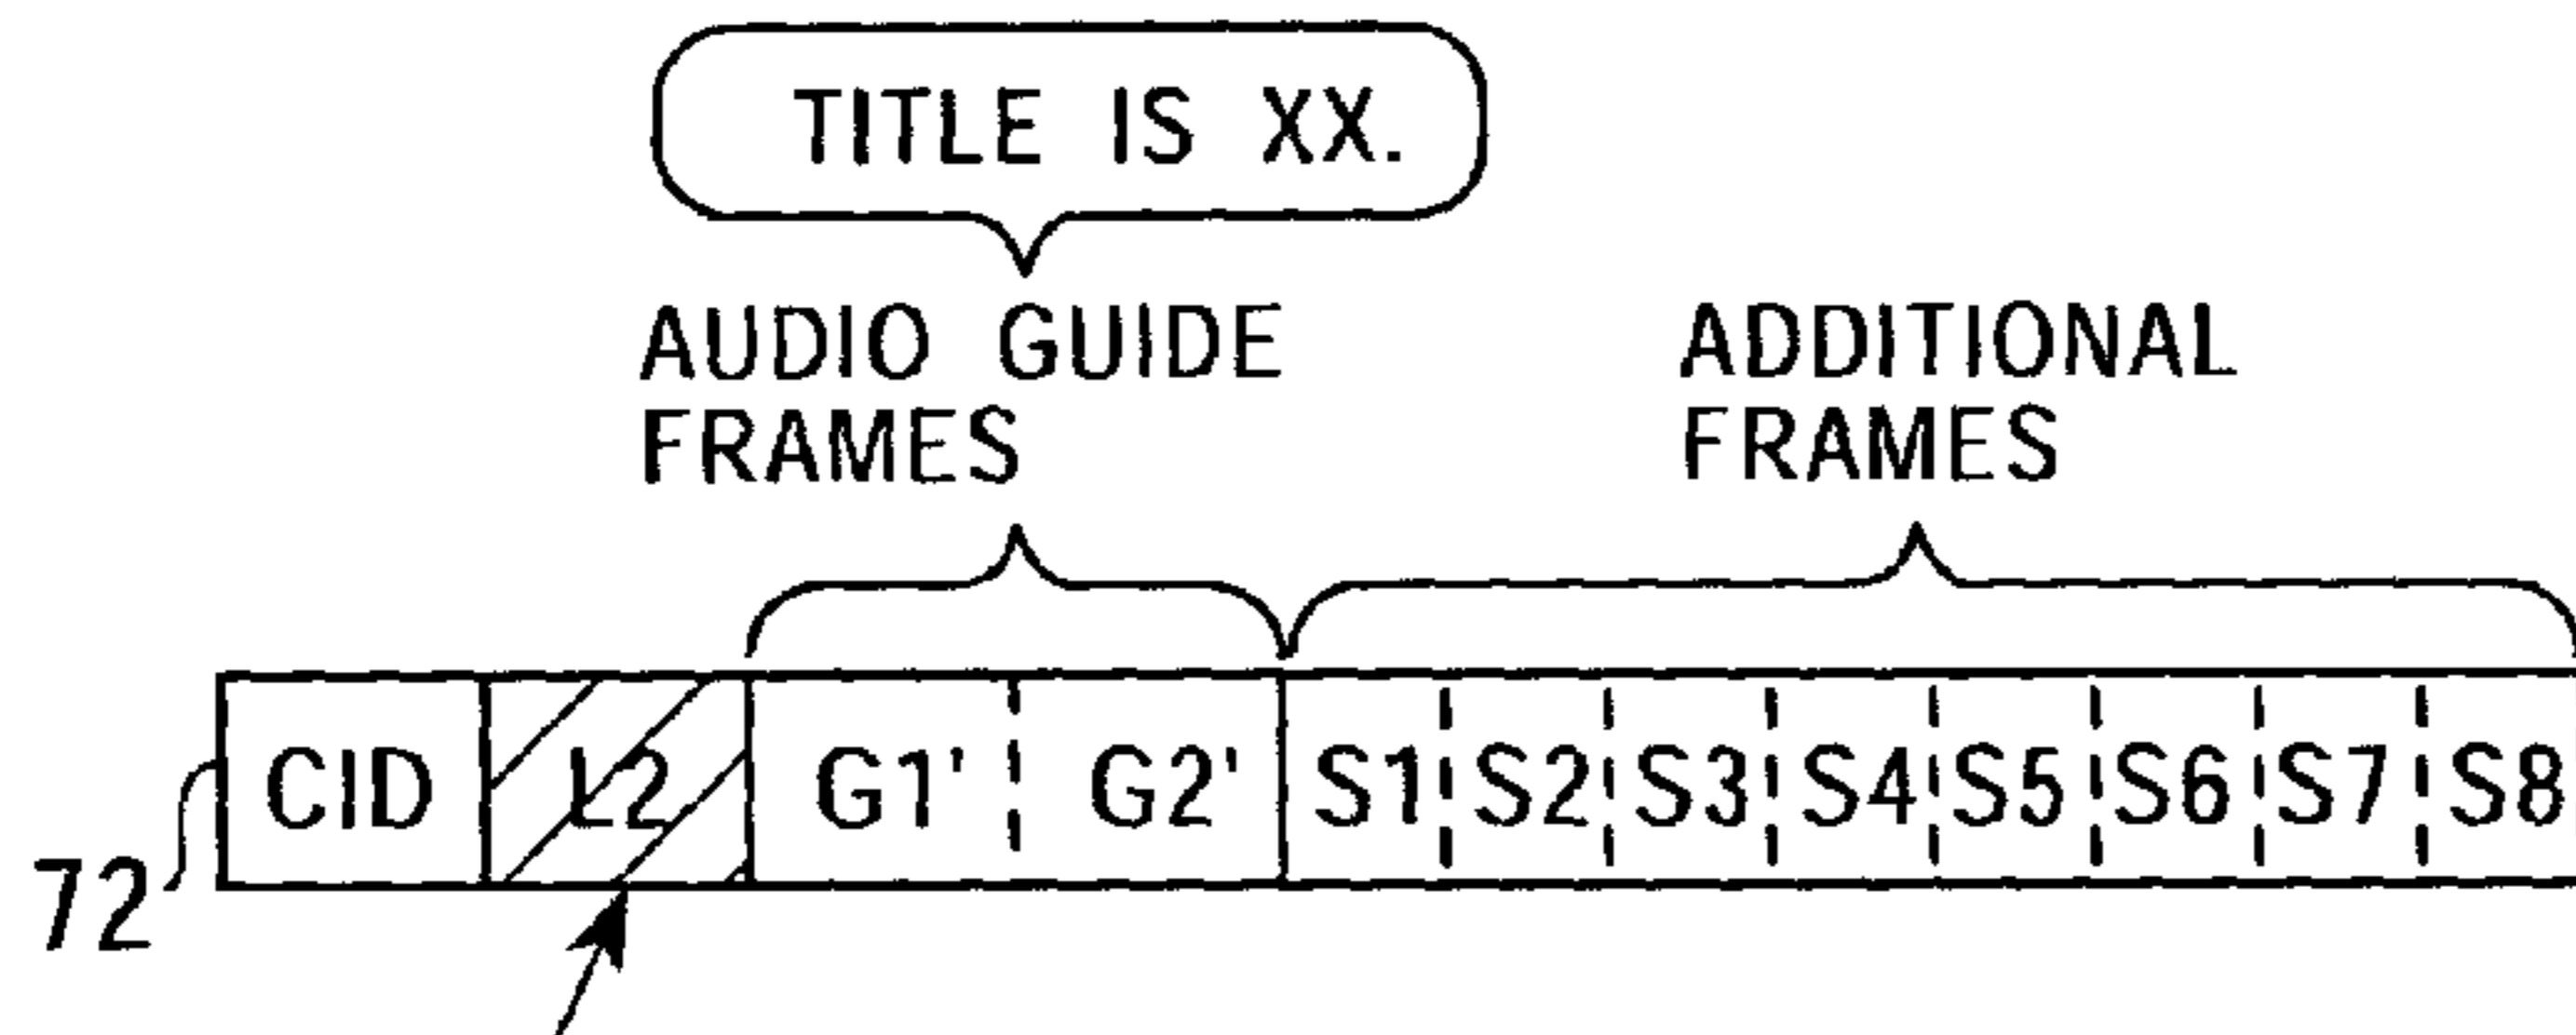 TITLE IS XX.
AUDIO GUIDE
FRAMES
ADDITIONAL
FRAMES
CID L2 G1' G2' S1 S2 S3 S4 S5 S6 S7 S8
72